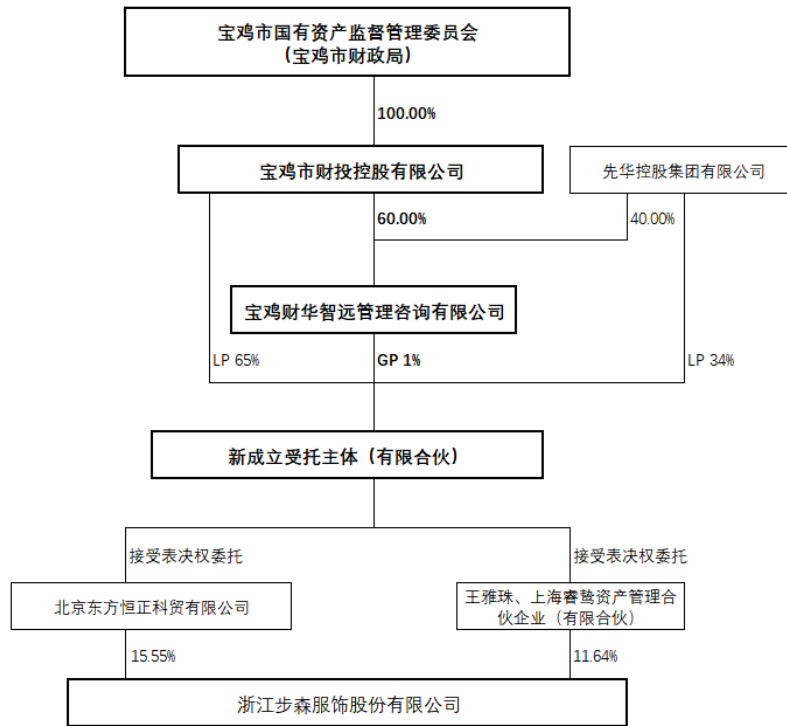 宝鸡市国有资产监督管理委员会
（宝鸡市财政局）
100.00%
宝鸡市财投控股有限公司
先华控股集团有限公司
60.00%
40.00%
宝鸡财华智远管理咨询有限公司
LP 65%
GP 1%
LP 34%
新成立受托主体（有限合伙）
接受表决权委托
接受表决权委托
北京东方恒正科贸有限公司
王雅珠、上海睿鸷资产管理合
伙企业（有限合伙）
15.55%
11.64%
浙江步森服饰股份有限公司